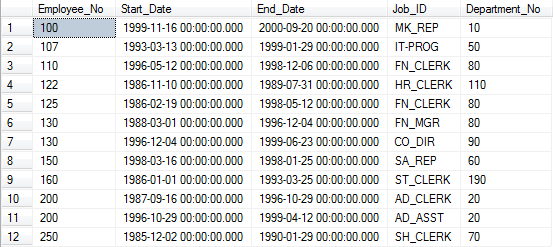 Employee_No Start_Date End_Date Job_ID Department_No
1 100 1999-11-16 00:00:00.000 2000-09-20 00:00:00.000 MK_REP 10
2 107 1993-03-13 00:00:00.000 1999-01-29 00:00:00.000 IT-PROG 50
3 110 1996-05-12 00:00:00.000 1998-12-06 00:00:00.000 FN_CLERK 80
4 122 1986-11-10 00:00:00.000 1989-07-31 00:00:00.000 HR_CLERK 110
5 125 1986-02-19 00:00:00.000 1998-05-12 00:00:00.000 FN_CLERK 80
6 130 1988-03-01 00:00:00.000 1996-12-04 00:00:00.000 FN_MGR 80
7 130 1996-12-04 00:00:00.000 1999-06-23 00:00:00.000 CO_DIR 90
8 150 1998-03-16 00:00:00.000 1998-01-25 00:00:00.000 SA_REP 60
9 160 1986-01-01 00:00:00.000 1993-03-25 00:00:00.000 ST_CLERK 190
10 200 1987-09-16 00:00:00.000 1996-10-29 00:00:00.000 AD_CLERK 20
11 200 1996-10-29 00:00:00.000 1999-04-12 00:00:00.000 AD_ASST 20
12 250 1985-12-02 00:00:00.000 1990-01-29 00:00:00.000 SH_CLERK 70